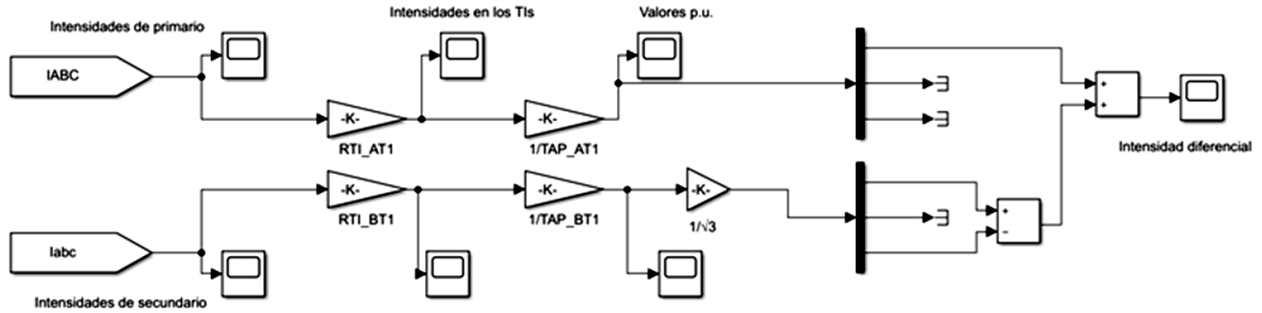 Intensidades de primario
Intensidades en los TIs
Valores p.u.
IABC
-K-
RTI_AT1
-K-
1/TAP_AT1
+
+
Intensidad diferencial
-K-
RTI_BT1
-K-
1/TAP_BT1
-K-
1/√3
+
−
Iabc
Intensidades de secundario